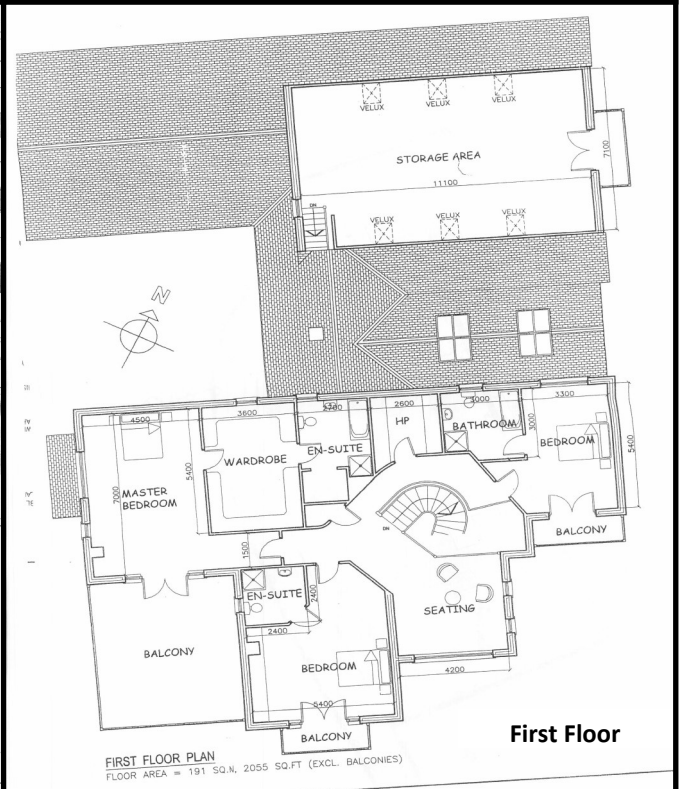 VELUX
VELUX
VELUX
STORAGE AREA
7100
11100
DN
VELUX
VELUX
VELUX
N
4500
3600
2700
2600
3000
3300
HP
BATHROOM
3000
BEDROOM
5400
EN-SUITE
WARDROBE
5400
7000
MASTER
BEDROOM
DN
BALCONY
1500
EN-SUITE
2400
SEATING
2400
BALCONY
BEDROOM
4200
5400
BALCONY
First Floor
FIRST FLOOR PLAN
FLOOR AREA = 191 SQ.N, 2055 SQ.FT (EXCL. BALCONIES)